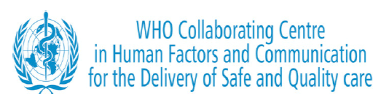 WHO Collaborating Centre
in Human Factors and Communication
for the Delivery of Safe and Quality care